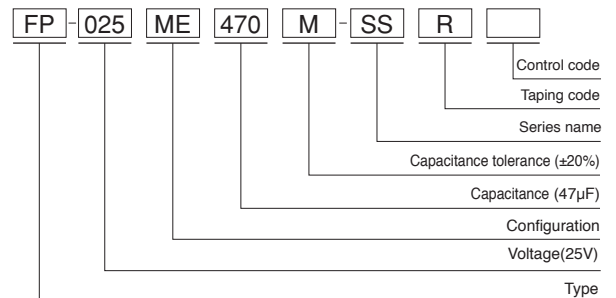 FP - 025 ME 470 M - SS R
Control code
Taping code
Series name
Capacitance tolerance (±20%)
Capacitance (47µF)
Configuration
Voltage(25V)
Type